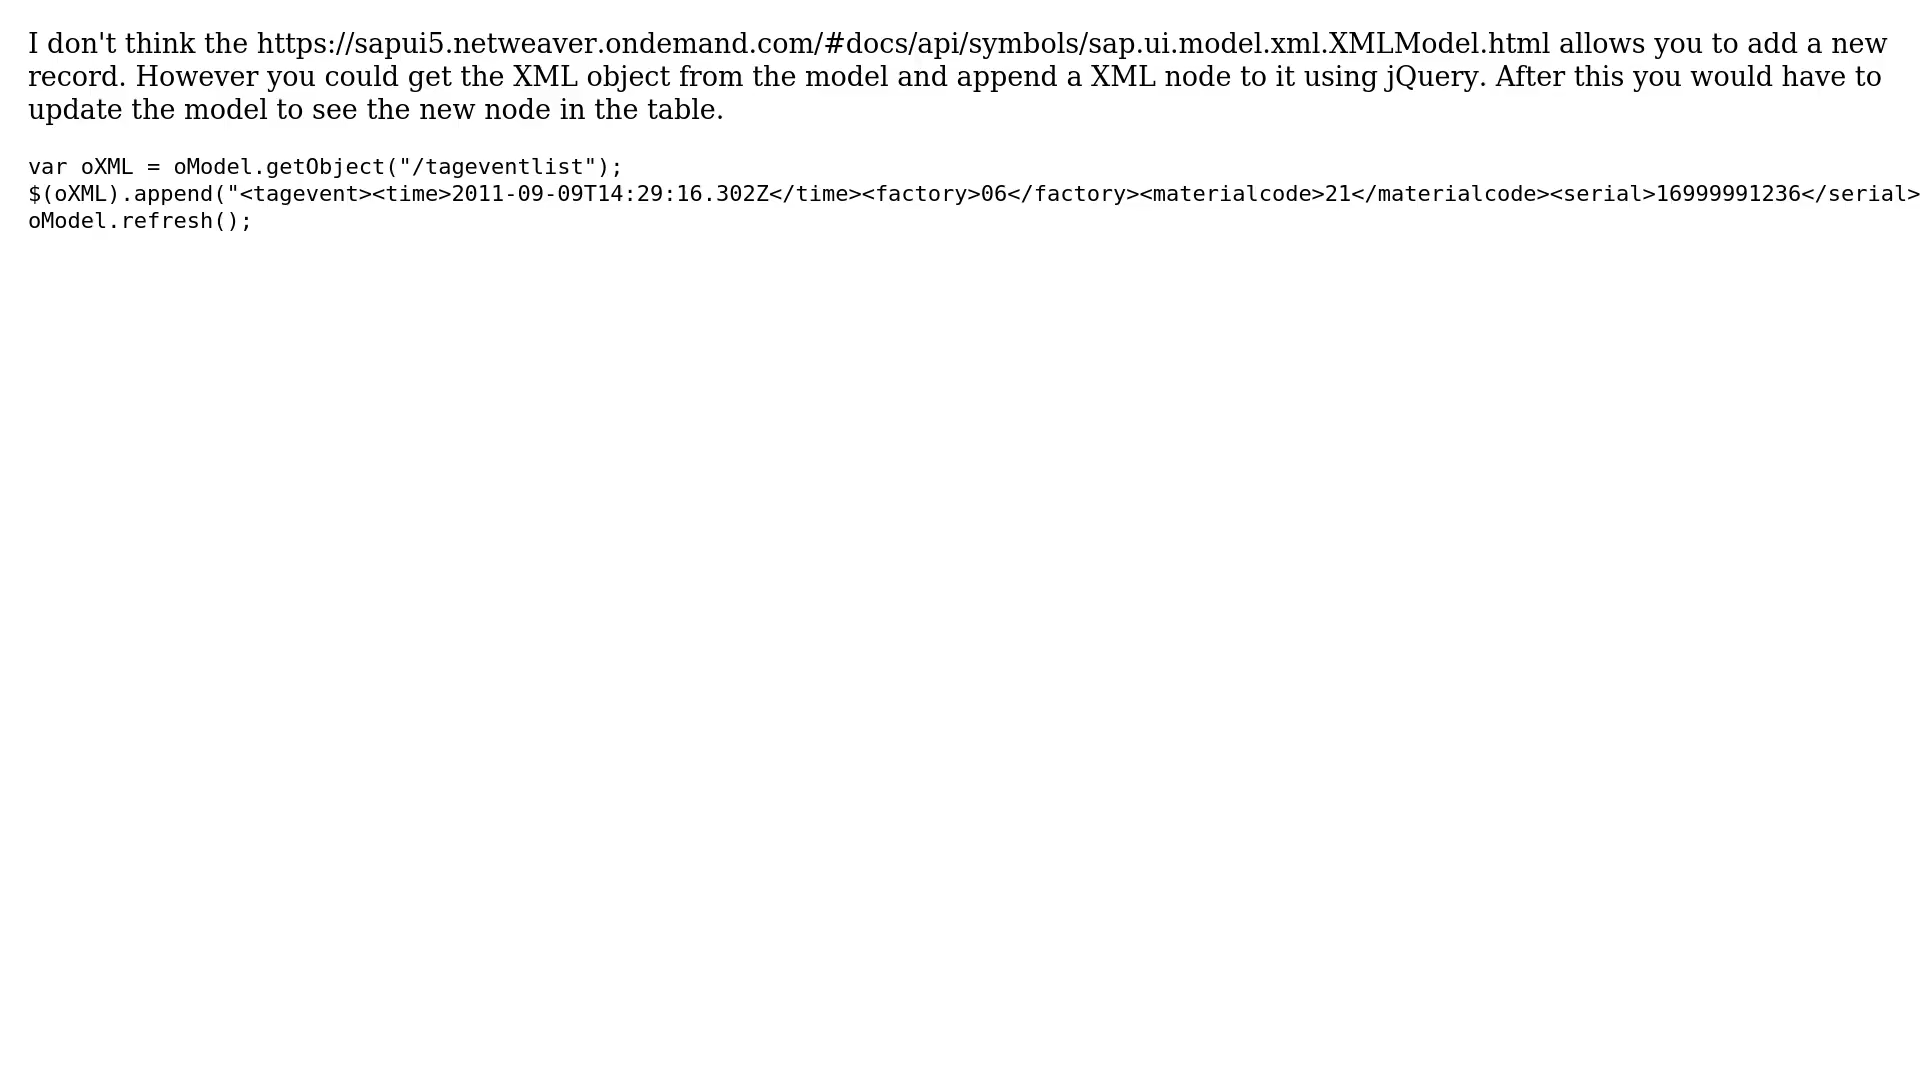 I don't think the https://sapui5.netweaver.ondemand.com/#docs/api/symbols/sap.ui.model.xml.XMLModel.html allows you to add a new
record. However you could get the XML object from the model and append a XML node to it using jQuery. After this you would have to
update the model to see the new node in the table.
var oXML = oModel.getObject("/tageventlist");
$(oXML).append("<tagevent><time>2011-09-09T14:29:16.302Z</time><factory>06</factory><materialcode>21</materialcode><serial>16999991236</serial>
oModel.refresh();